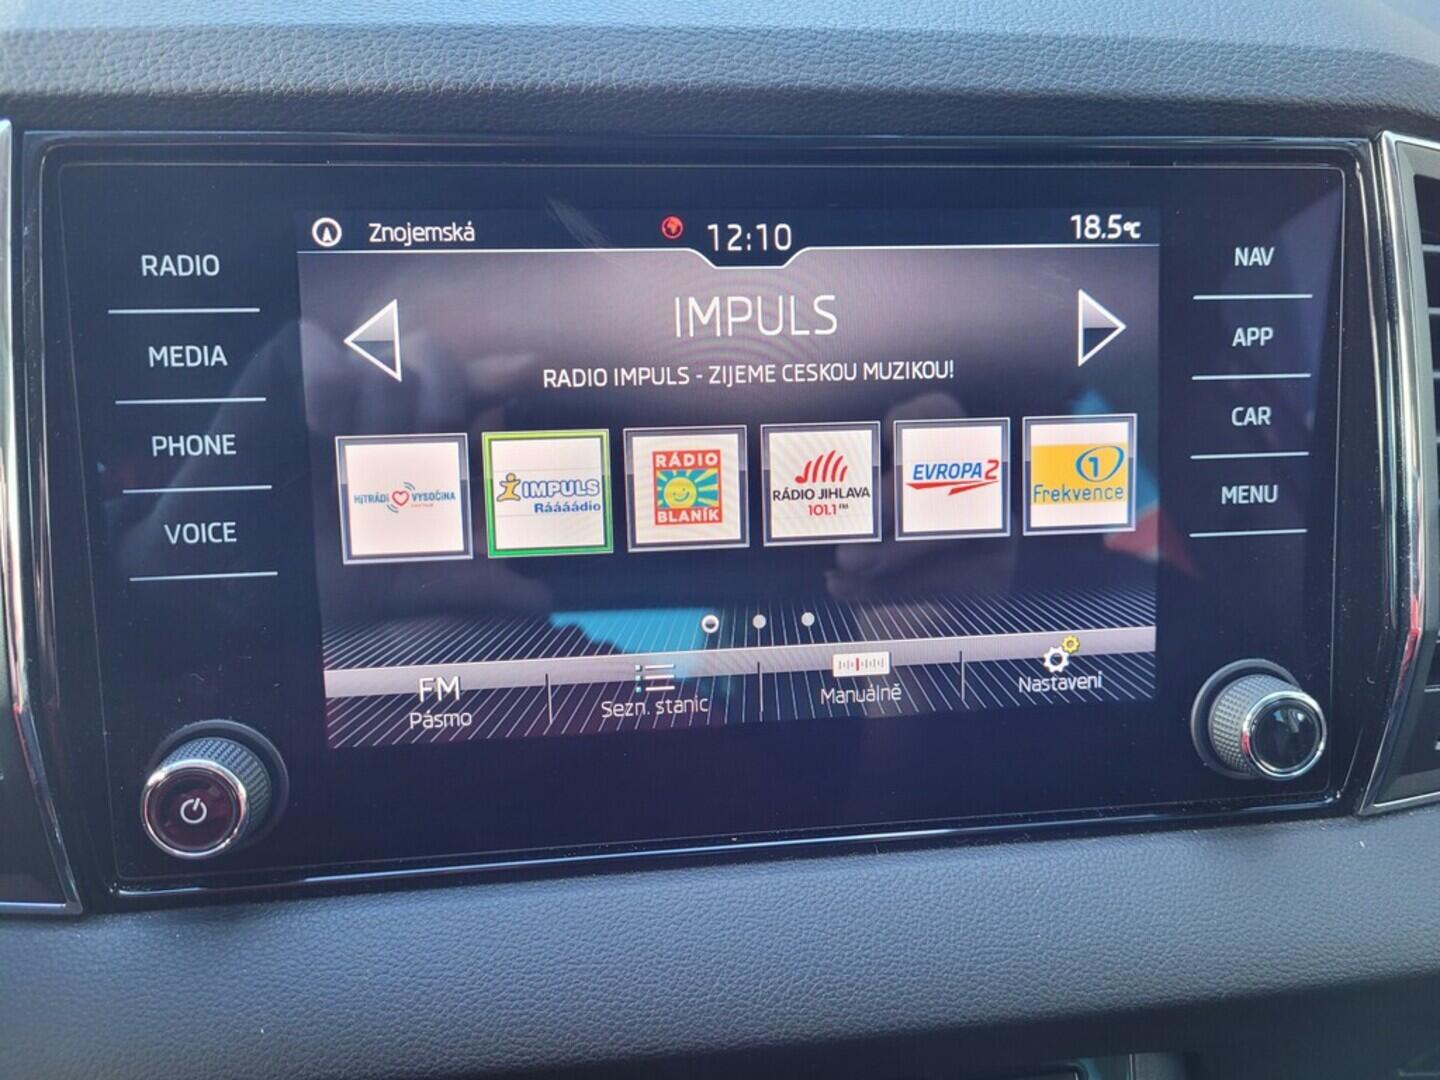 Znojemská
12:10
18.5°C
RADIO
MEDIA
PHONE
VOICE
IMPULS
RADIO IMPULS - ZIJEME CESKOU MUZIKOU!
HITRÁDI VYSOČINA
IMPULS
Ráááádio
RÁDIO
BLANÍK
RÁDIO JIHLAVA
101.1 FM
EVROPA 2
1
Frekvence
FM
Pásmo
Sezn. stanic
Manuálně
Nastavení
NAV
APP
CAR
MENU